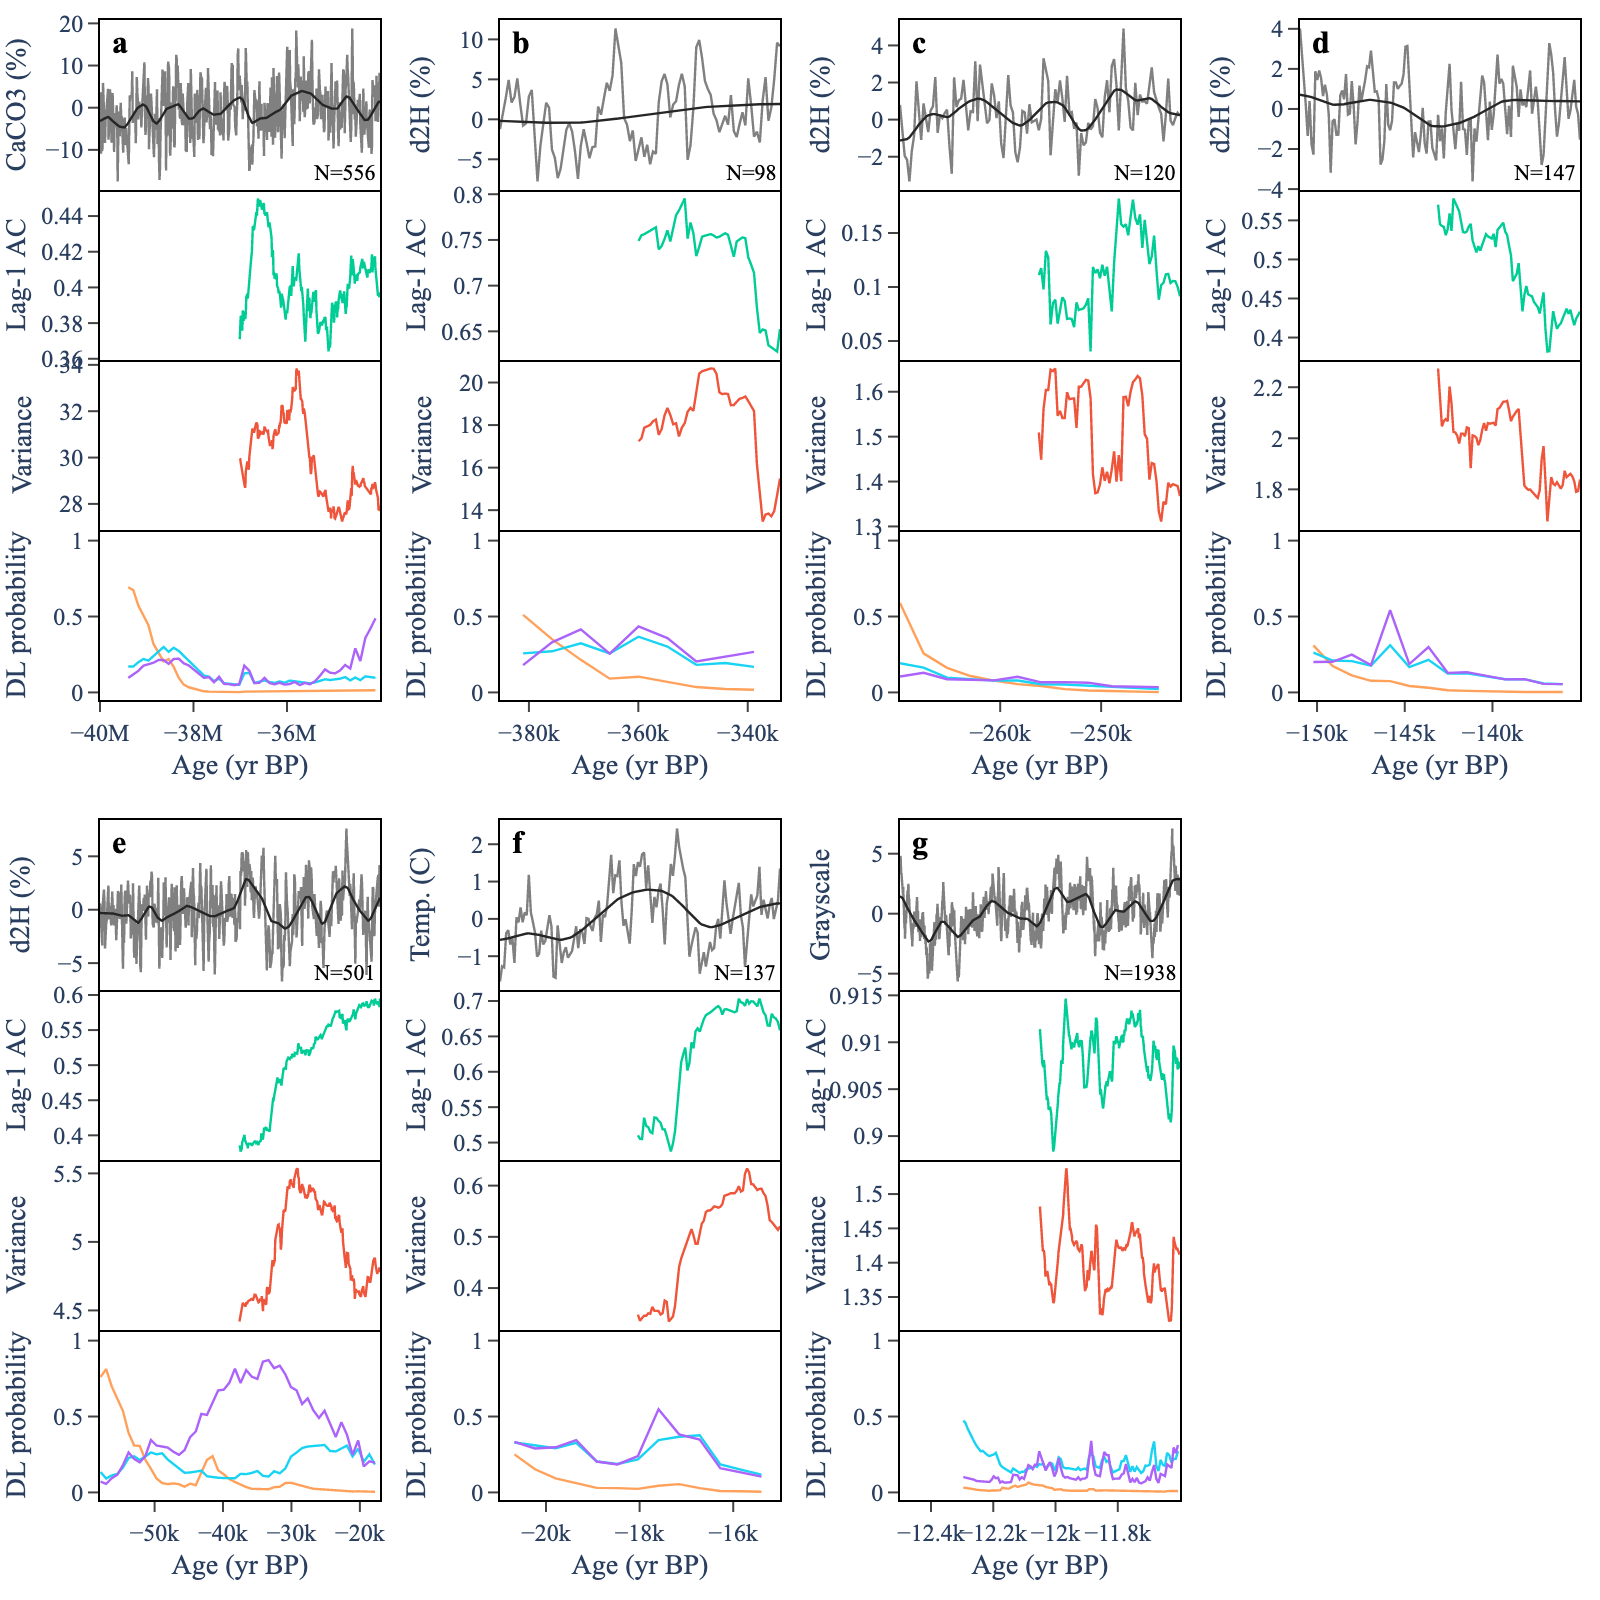 a
CaCO3 (%)
20
10
0
−10
N=556
Lag-1 AC
0.44
0.42
0.4
0.38
0.36
Variance
34
32
30
28
DL probability
1
0.5
0
−40M
−38M
−36M
Age (yr BP)
b
d2H (%)
10
5
0
−5
N=98
Lag-1 AC
0.8
0.75
0.7
0.65
Variance
20
18
16
14
DL probability
1
0.5
0
−380k
−360k
−340k
Age (yr BP)
c
d2H (%)
4
2
0
−2
N=120
Lag-1 AC
0.15
0.1
0.05
Variance
1.6
1.5
1.4
1.3
DL probability
1
0.5
0
−260k
−250k
Age (yr BP)
d
d2H (%)
4
2
0
−2
−4
N=147
Lag-1 AC
0.55
0.5
0.45
0.4
Variance
2.2
2
1.8
DL probability
1
0.5
0
−150k
−145k
−140k
Age (yr BP)
e
d2H (%)
5
0
−5
N=501
Lag-1 AC
0.6
0.55
0.5
0.45
0.4
Variance
5.5
5
4.5
DL probability
1
0.5
0
−50k
−40k
−30k
−20k
Age (yr BP)
f
Temp. (C)
2
1
0
−1
N=137
Lag-1 AC
0.7
0.65
0.6
0.55
0.5
Variance
0.6
0.5
0.4
DL probability
1
0.5
0
−20k
−18k
−16k
Age (yr BP)
g
Grayscale
5
0
−5
N=1938
Lag-1 AC
0.915
0.91
0.905
0.9
Variance
1.5
1.45
1.4
1.35
DL probability
1
0.5
0
−12.4k
−12.2k
−12k
−11.8k
Age (yr BP)